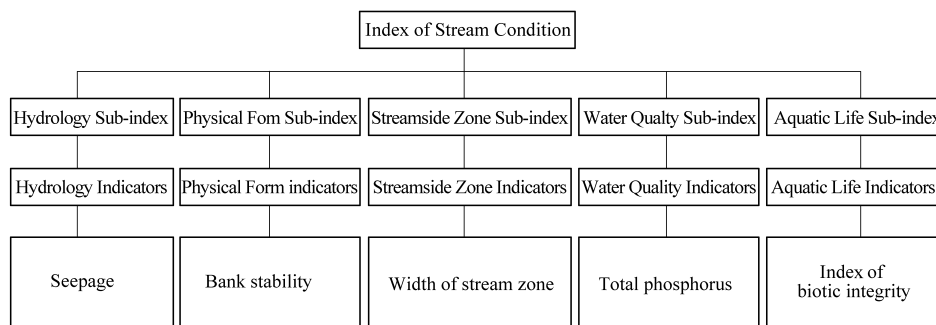 Index of Stream Condition
Hydrology Sub-index
Physical Fom Sub-index
Streamside Zone Sub-index
Water Qualty Sub-index
Aquatic Life Sub-index
Hydrology Indicators
Physical Form indicators
Streamside Zone Indicators
Water Quality Indicators
Aquatic Life Indicators
Seepage
Bank stability
Width of stream zone
Total phosphorus
Index of
biotic integrity